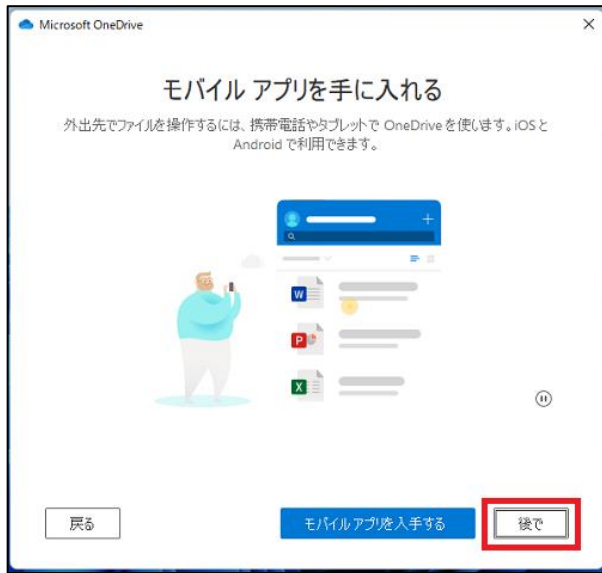 Microsoft OneDrive
モバイル アプリを手に入れる
外出先でファイルを操作するには、携帯電話やタブレットで OneDrive を使います。iOS と
Android で利用できます。
W
P
X
戻る
モバイル アプリを入手する
後で